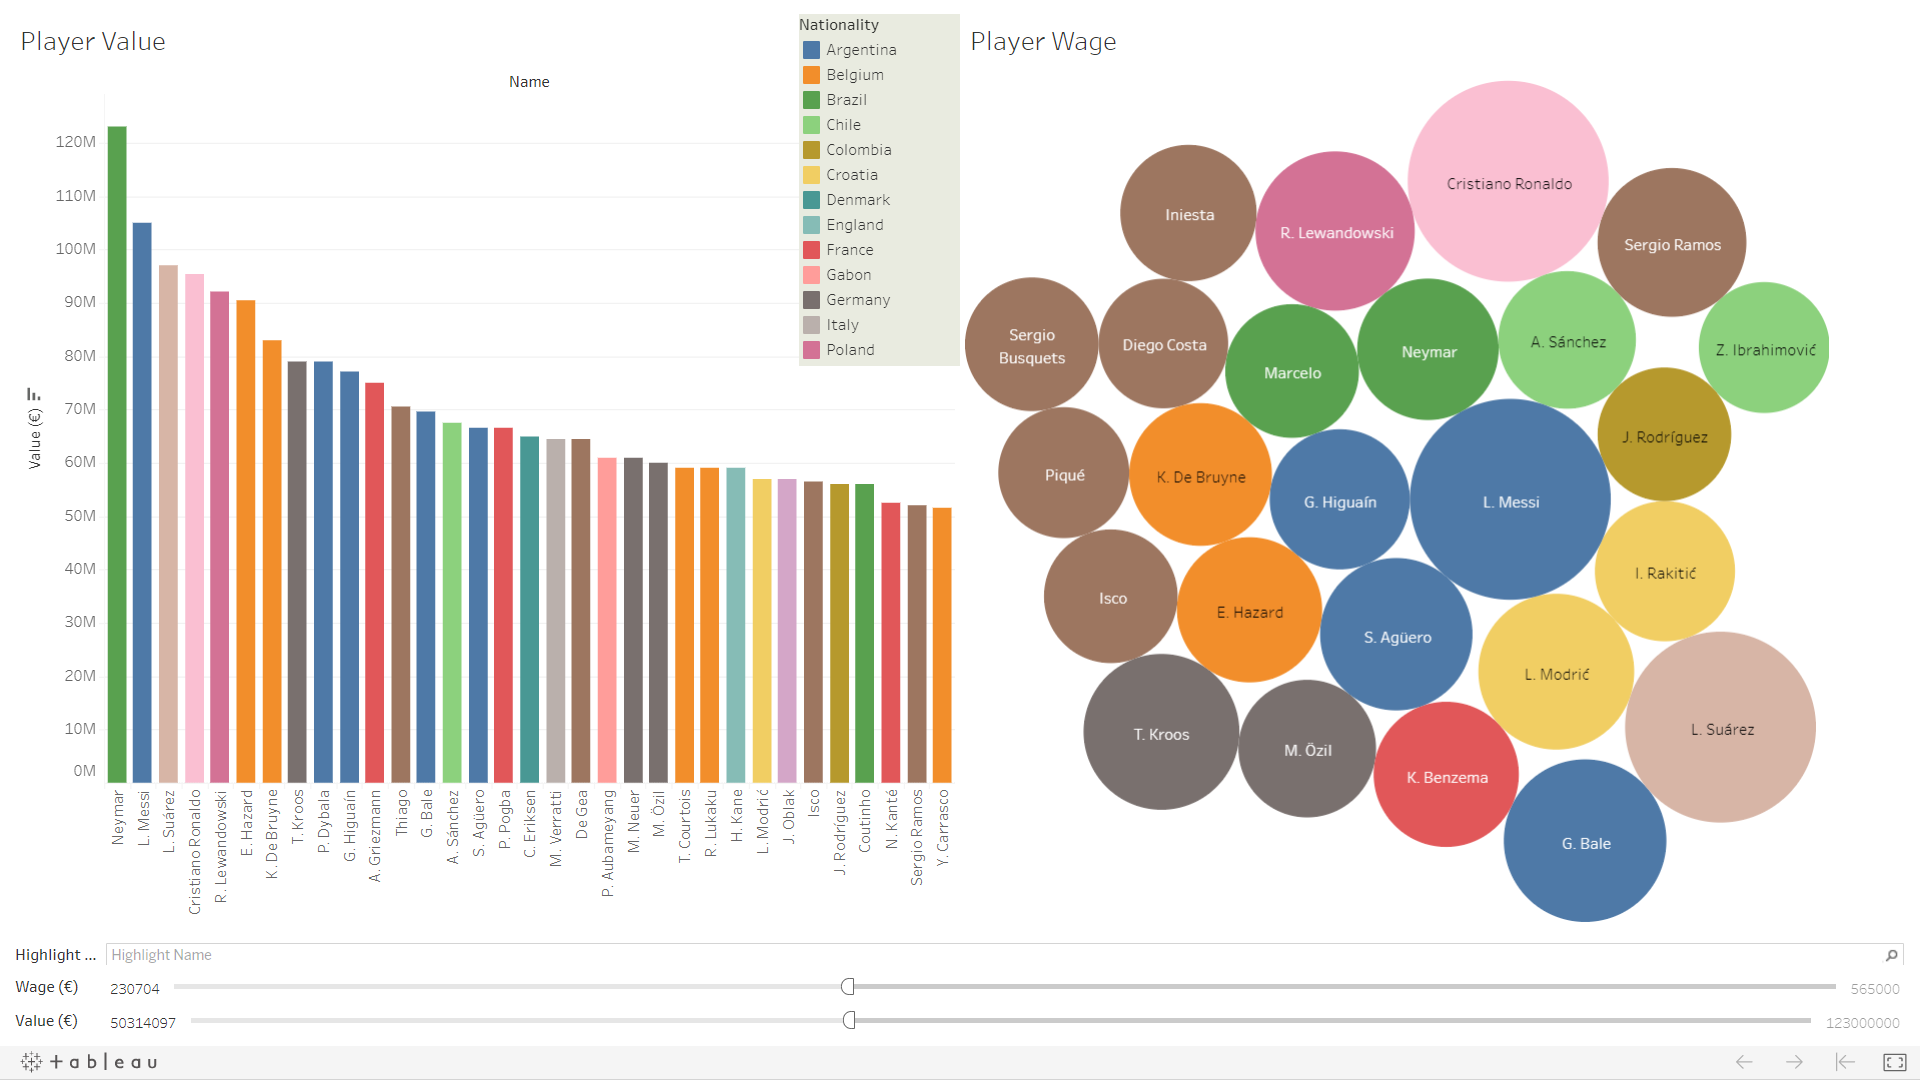 Player Value
Name
120M
110M
100M
90M
80M
70M
60M
50M
40M
30M
20M
10M
0M
Value (€)
Neymar
L. Messi
L. Suárez
Cristiano Ronaldo
R. Lewandowski
E. Hazard
K. De Bruyne
T. Kroos
P. Dybala
G. Higuaín
A. Griezmann
Thiago
G. Bale
A. Sánchez
S. Agüero
P. Pogba
C. Eriksen
M. Verratti
De Gea
P. Aubameyang
M. Neuer
M. Özil
T. Courtois
R. Lukaku
H. Kane
L. Modrić
J. Oblak
Isco
J. Rodríguez
Coutinho
N. Kanté
Sergio Ramos
Y. Carrasco
Nationality
Argentina
Belgium
Brazil
Chile
Colombia
Croatia
Denmark
England
France
Gabon
Germany
Italy
Poland
Player Wage
Cristiano Ronaldo
Iniesta
R. Lewandowski
Sergio Ramos
Sergio
Busquets
Diego Costa
Marcelo
Neymar
A. Sánchez
Z. Ibrahimović
J. Rodríguez
Piqué
K. De Bruyne
G. Higuaín
L. Messi
I. Rakitić
Isco
E. Hazard
S. Agüero
L. Modrić
T. Kroos
M. Özil
K. Benzema
L. Suárez
G. Bale
Highlight ...
Highlight Name
Wage (€)
230704
565000
Value (€)
50314097
123000000
+ a b l e a u